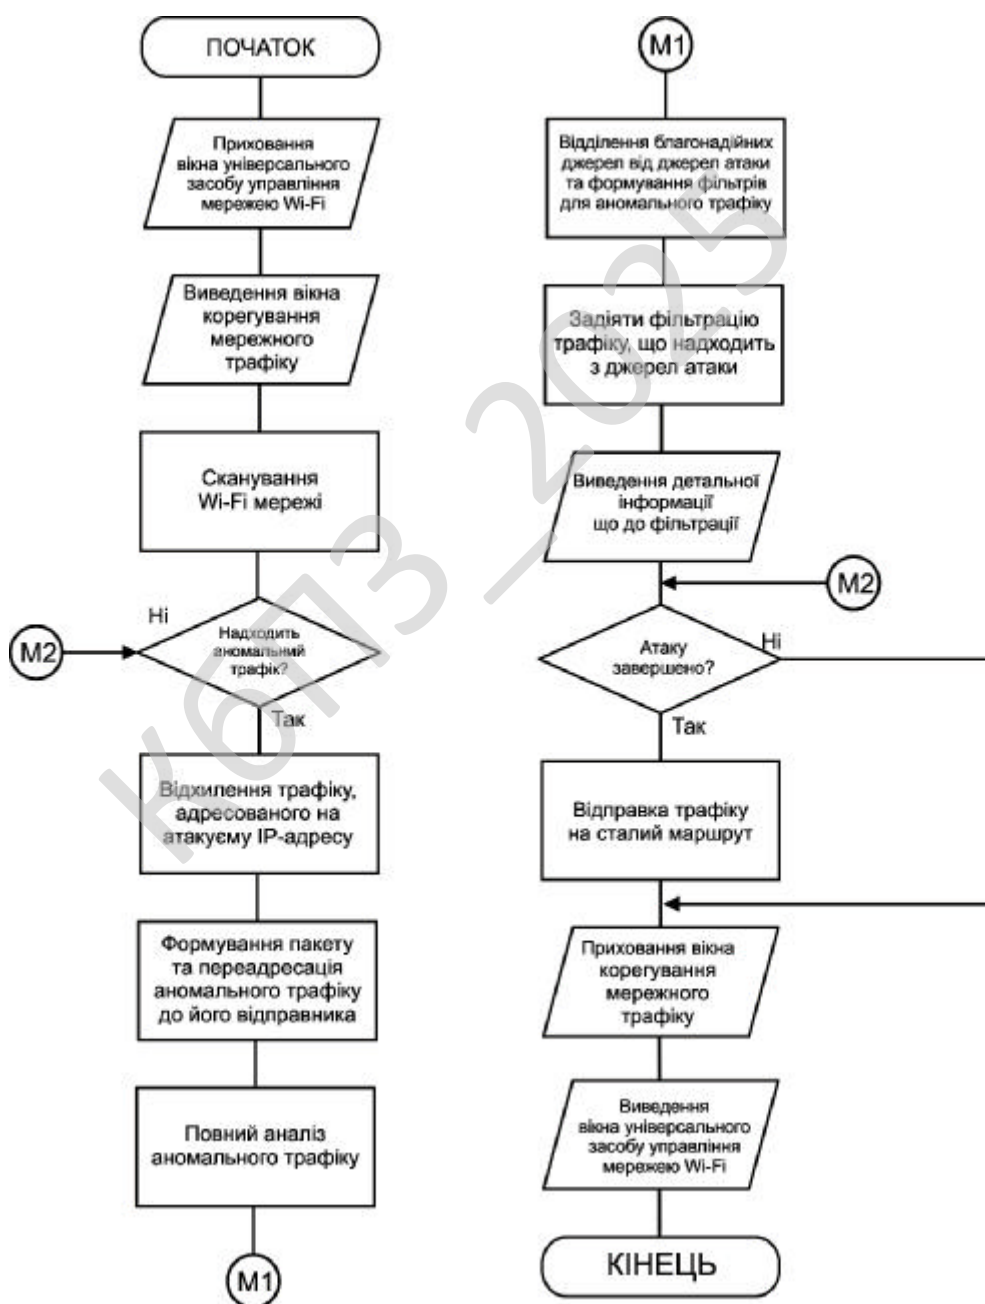 ПОЧАТОК
Приховання
вікна універсального
засобу управління
мережею Wi-Fi
Виведення вікна
корегування
мережного
трафіку
Сканування
Wi-Fi мережі
Ні
М2
Надходить
аномальний
трафік?
Так
Відхилення трафіку,
адресованого на
атакуєму IP-адресу
Формування пакету
та переадресація
аномального трафіку
до його відправника
Повний аналіз
аномального трафіку
М1
М1
Відділення благонадійних
джерел від джерел атаки
та формування фільтрів
для аномального трафіку
Задіяти фільтрацію
трафіку, що надходить
з джерел атаки
Виведення детальної
інформації
що до фільтрації
М2
Атаку
завершено?
Ні
Так
Відправка трафіку
на сталий маршрут
Приховання вікна
корегування
мережного
трафіку
Виведення
вікна універсального
засобу управління
мережею Wi-Fi
КІНЕЦЬ
КБПЗ_2025